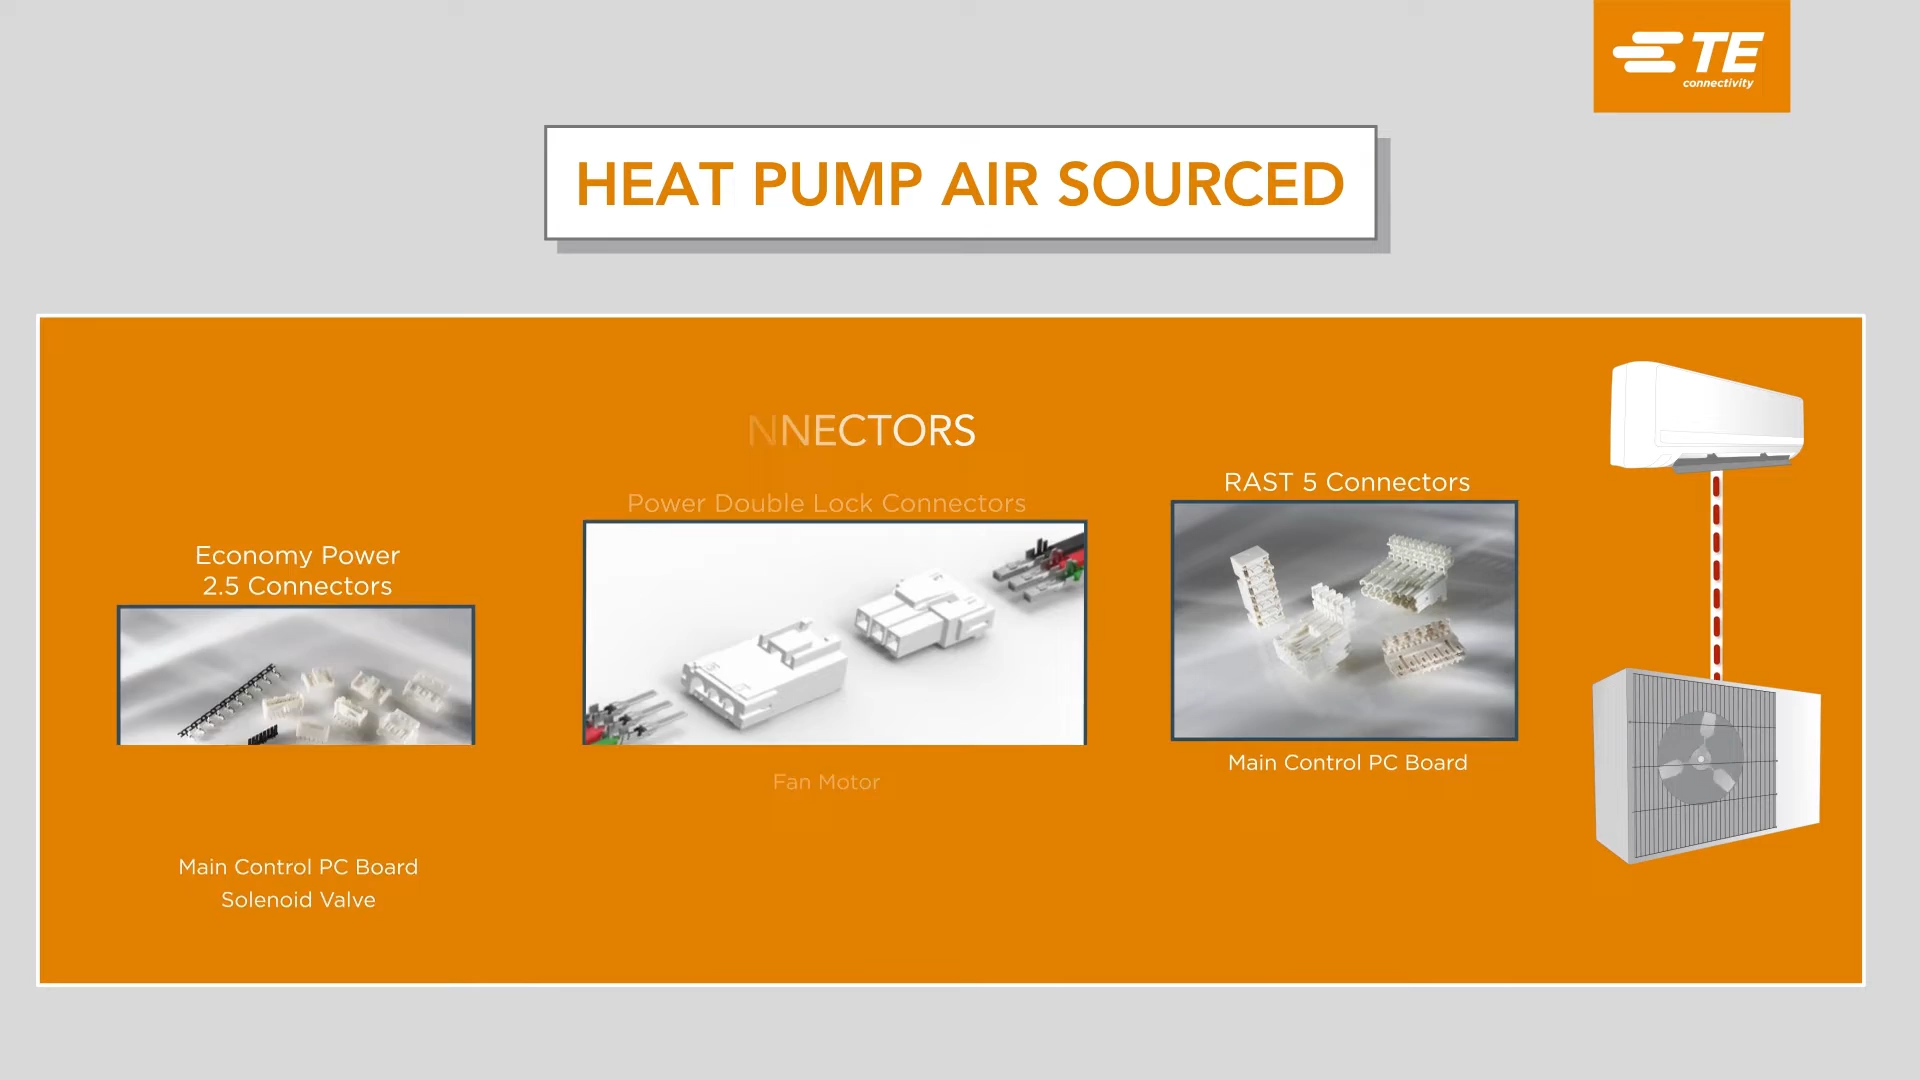 TE
connectivity
HEAT PUMP AIR SOURCED
NNECTORS
Power Double Lock Connectors
RAST 5 Connectors
Economy Power
2.5 Connectors
Fan Motor
Main Control PC Board
Main Control PC Board
Solenoid Valve